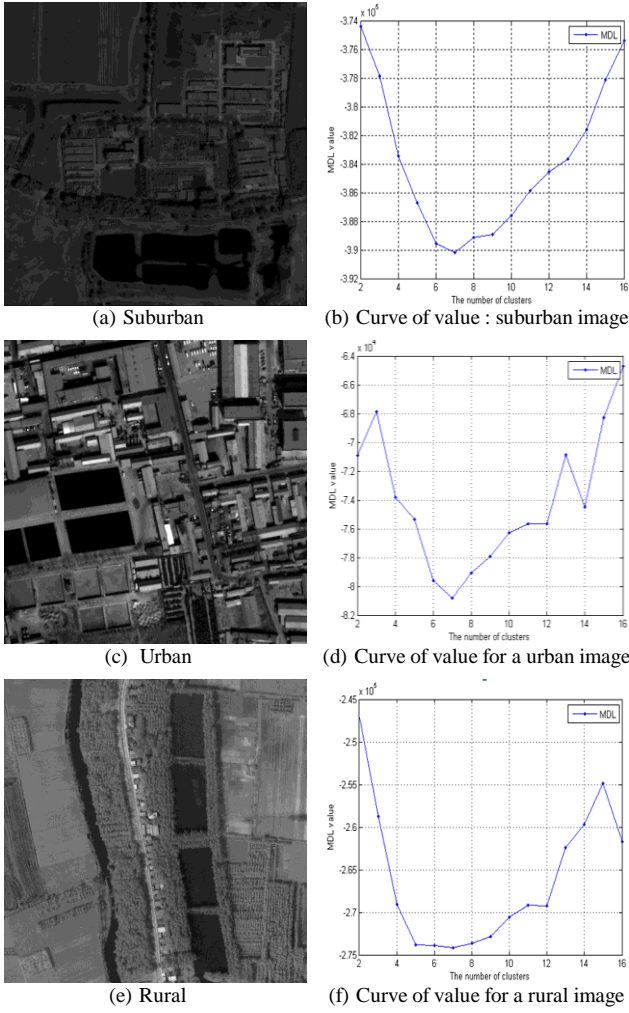 x 10^5
-3.74
-3.76
-3.78
-3.8
-3.82
-3.84
-3.86
-3.88
-3.9
-3.92
MDL value
MDL
2 4 6 8 10 12 14 16
The number of clusters
(a) Suburban
(b) Curve of value : suburban image
x 10^4
-6.4
-6.8
-7
-7.2
-7.4
-7.6
-7.8
-8
-8.2
MDL value
MDL
2 4 6 8 10 12 14 16
The number of clusters
(c) Urban
(d) Curve of value for a urban image
x 10^5
-2.45
-2.5
-2.55
-2.6
-2.65
-2.7
-2.75
MDL value
MDL
2 4 6 8 10 12 14 16
The number of clusters
(e) Rural
(f) Curve of value for a rural image